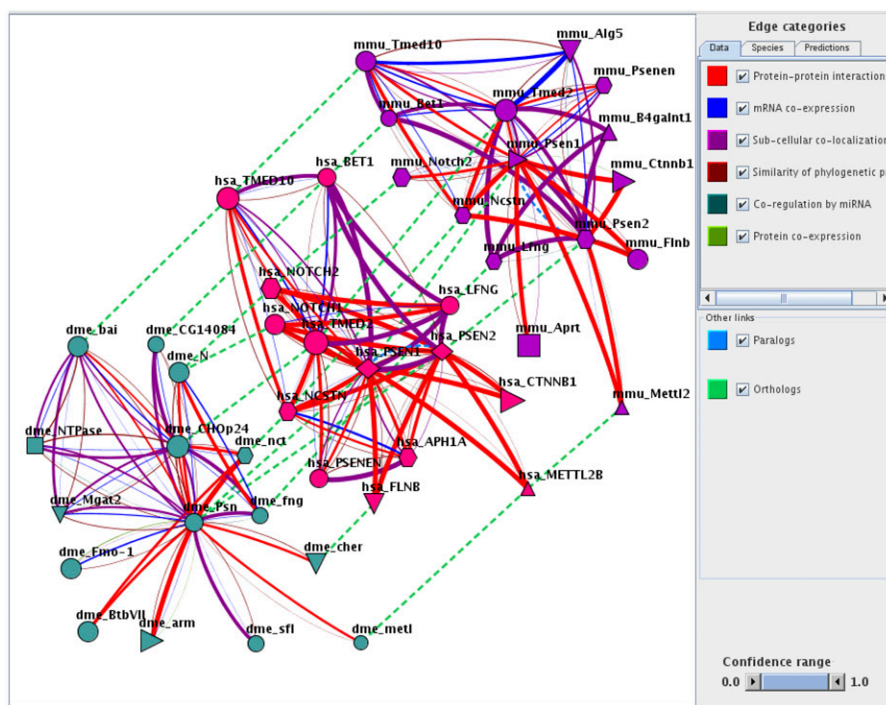 Edge categories
Data
Species
Predictions
Protein-protein interaction
mRNA co-expression
Sub-cellular co-localization
Similarity of phylogenetic p
Co-regulation by miRNA
Protein co-expression
Other links
Paralogs
Orthologs
Confidence range
0.0
1.0
mmu_Alg5
mmu_Tmed10
mmu_Psenen
mmu_Tmed2
mmu_Bet1
mmu_B4galnt1
mmu_Psen1
hsa_BET1
mmu_Notch2
mmu_Ctnnb1
hsa_TMED10
mmu_Ncstn
mmu_Psen2
mmu_Flnb
mmu_Lfng
hsa_NOTCH2
hsa_LFNG
hsa_NOTCH1
hsa_TMED2
mmu_Aprt
dme_bai
dme_CG14084
hsa_PSEN2
hsa_PSEN1
dme_N
hsa_CTNNB1
mmu_Mettl2
hsa_NCSTN
dme_NTPase
dme_CHOp24
dme_nct
hsa_APH1A
hsa_PSENEN
hsa_METTL2B
hsa_FLNB
dme_Mgat2
dme_Psn
dme_fng
dme_Fmo-1
dme_cher
dme_BtbVII
dme_arm
dme_sfl
dme_metl